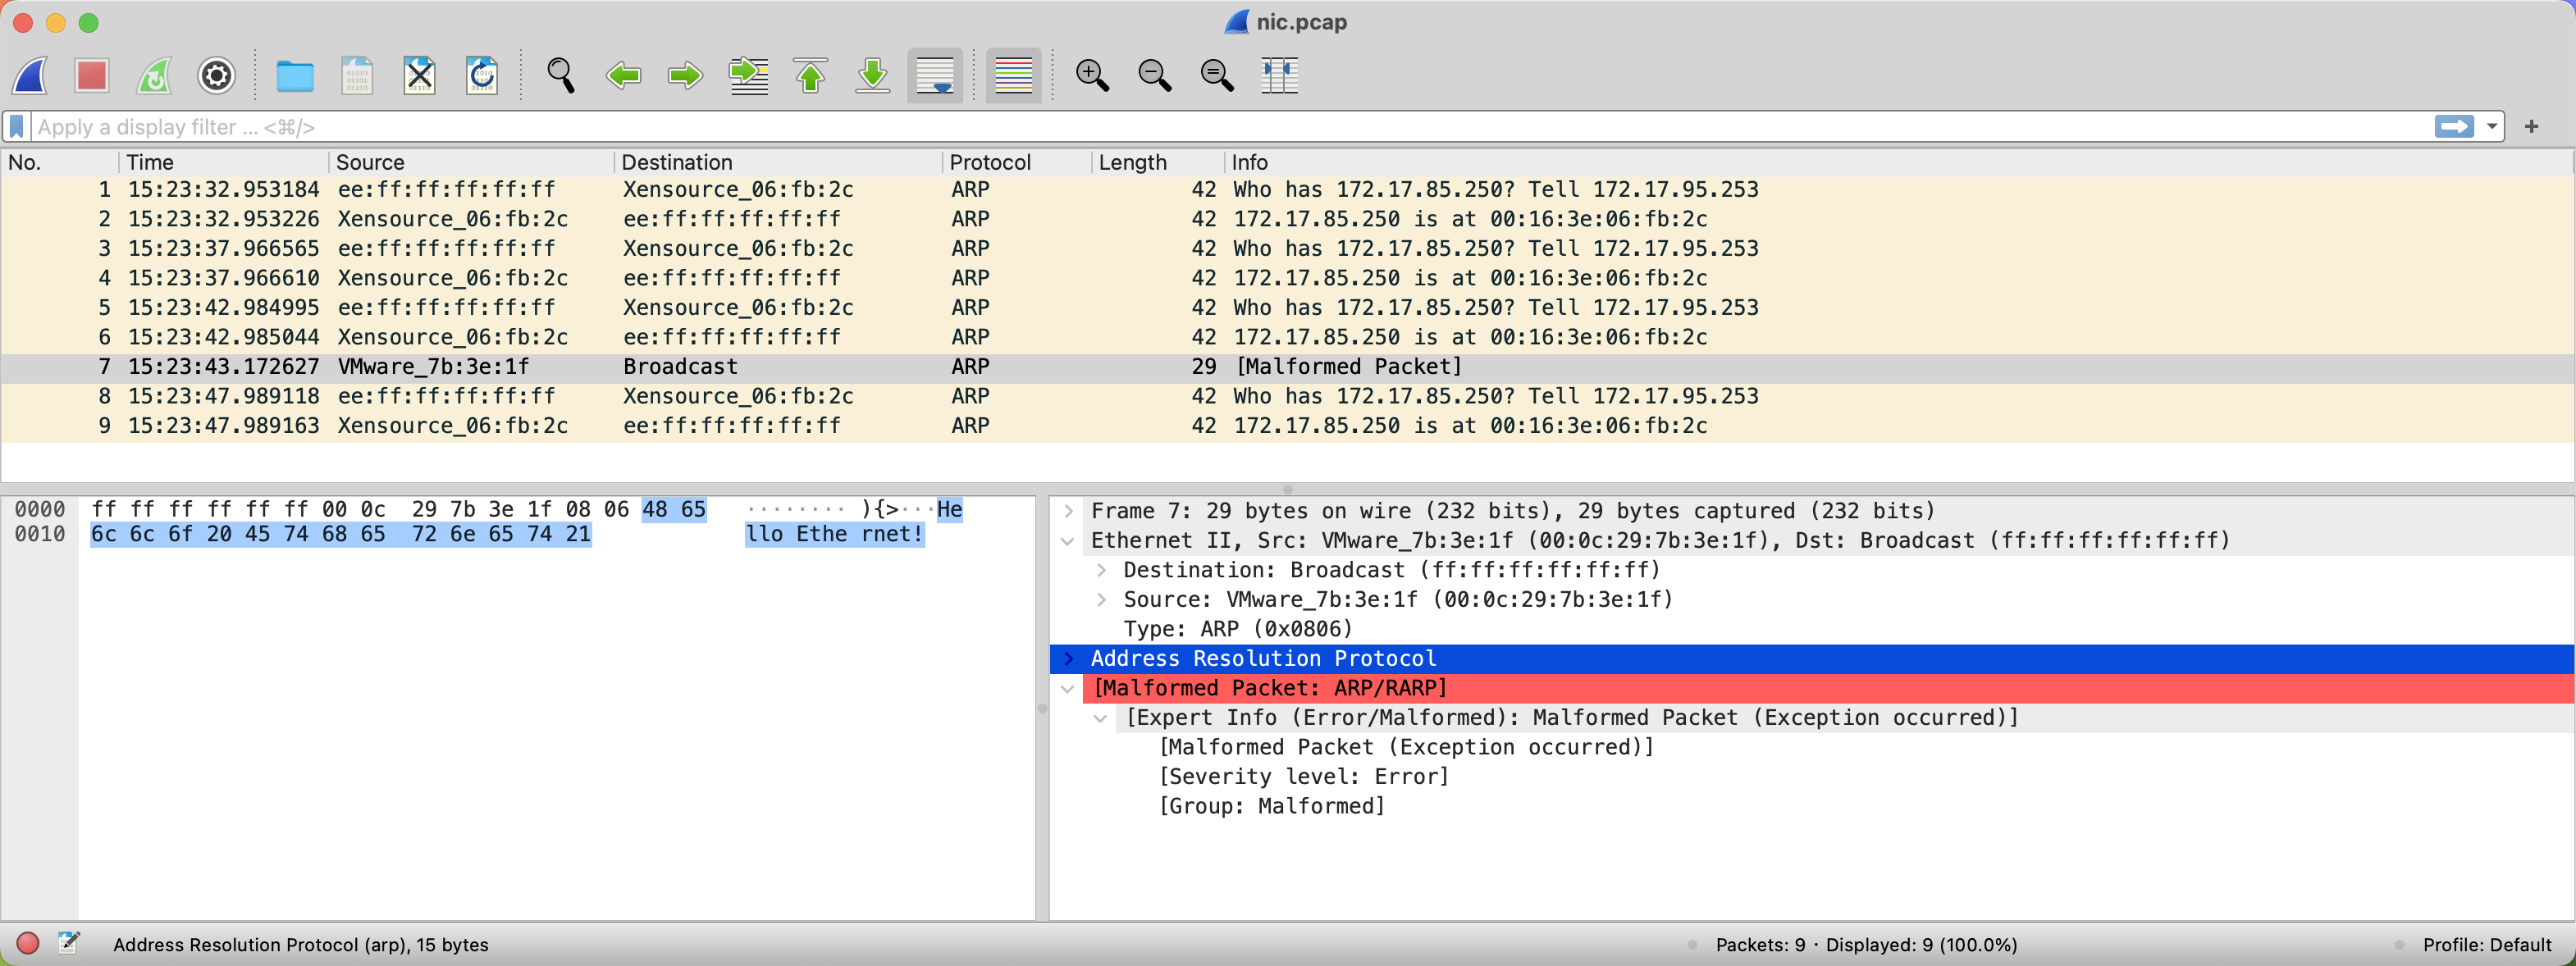 nic.pcap
Apply a display filter ... <⌘/>
+
No. Time Source Destination Protocol Length Info
1 15:23:32.953184 ee:ff:ff:ff:ff:ff Xensource_06:fb:2c ARP 42 Who has 172.17.85.250? Tell 172.17.95.253
2 15:23:32.953226 Xensource_06:fb:2c ee:ff:ff:ff:ff:ff ARP 42 172.17.85.250 is at 00:16:3e:06:fb:2c
3 15:23:37.966565 ee:ff:ff:ff:ff:ff Xensource_06:fb:2c ARP 42 Who has 172.17.85.250? Tell 172.17.95.253
4 15:23:37.966610 Xensource_06:fb:2c ee:ff:ff:ff:ff:ff ARP 42 172.17.85.250 is at 00:16:3e:06:fb:2c
5 15:23:42.984995 ee:ff:ff:ff:ff:ff Xensource_06:fb:2c ARP 42 Who has 172.17.85.250? Tell 172.17.95.253
6 15:23:42.985044 Xensource_06:fb:2c ee:ff:ff:ff:ff:ff ARP 42 172.17.85.250 is at 00:16:3e:06:fb:2c
7 15:23:43.172627 VMware_7b:3e:1f Broadcast ARP 29 [Malformed Packet]
8 15:23:47.989118 ee:ff:ff:ff:ff:ff Xensource_06:fb:2c ARP 42 Who has 172.17.85.250? Tell 172.17.95.253
9 15:23:47.989163 Xensource_06:fb:2c ee:ff:ff:ff:ff:ff ARP 42 172.17.85.250 is at 00:16:3e:06:fb:2c
0000 ff ff ff ff ff ff 00 0c 29 7b 3e 1f 08 06 48 65 ········ ){>···He
0010 6c 6c 6f 20 45 74 68 65 72 6e 65 74 21 llo Ethe rnet!
Frame 7: 29 bytes on wire (232 bits), 29 bytes captured (232 bits)
Ethernet II, Src: VMware_7b:3e:1f (00:0c:29:7b:3e:1f), Dst: Broadcast (ff:ff:ff:ff:ff:ff)
Destination: Broadcast (ff:ff:ff:ff:ff:ff)
Source: VMware_7b:3e:1f (00:0c:29:7b:3e:1f)
Type: ARP (0x0806)
Address Resolution Protocol
[Malformed Packet: ARP/RARP]
[Expert Info (Error/Malformed): Malformed Packet (Exception occurred)]
[Malformed Packet (Exception occurred)]
[Severity level: Error]
[Group: Malformed]
Address Resolution Protocol (arp), 15 bytes
Packets: 9 · Displayed: 9 (100.0%)
Profile: Default